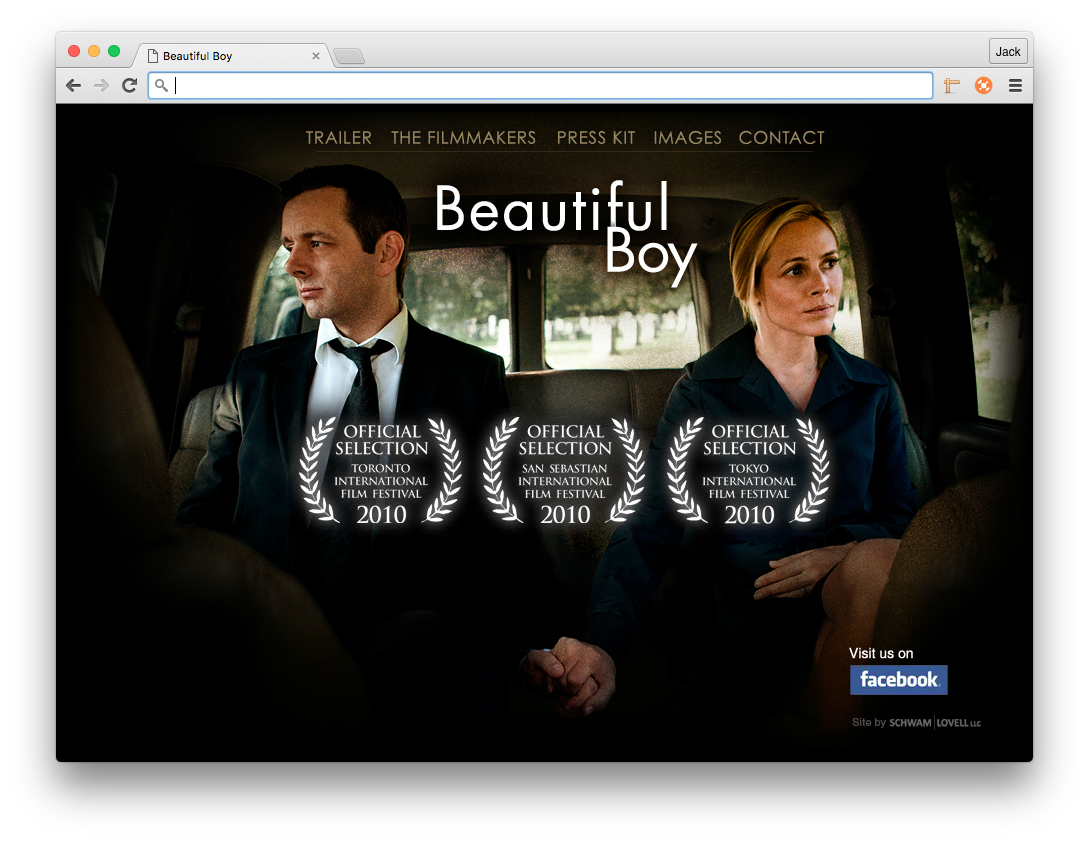 Beautiful Boy
Jack
TRAILER THE FILMMAKERS PRESS KIT IMAGES CONTACT
Beautiful
Boy
OFFICIAL
SELECTION
TORONTO
INTERNATIONAL
FILM FESTIVAL
2010
OFFICIAL
SELECTION
SAN SEBASTIAN
INTERNATIONAL
FILM FESTIVAL
2010
OFFICIAL
SELECTION
TOKYO
INTERNATIONAL
FILM FESTIVAL
2010
Visit us on
facebook.
Site by SCHWAM LOVELL LLC